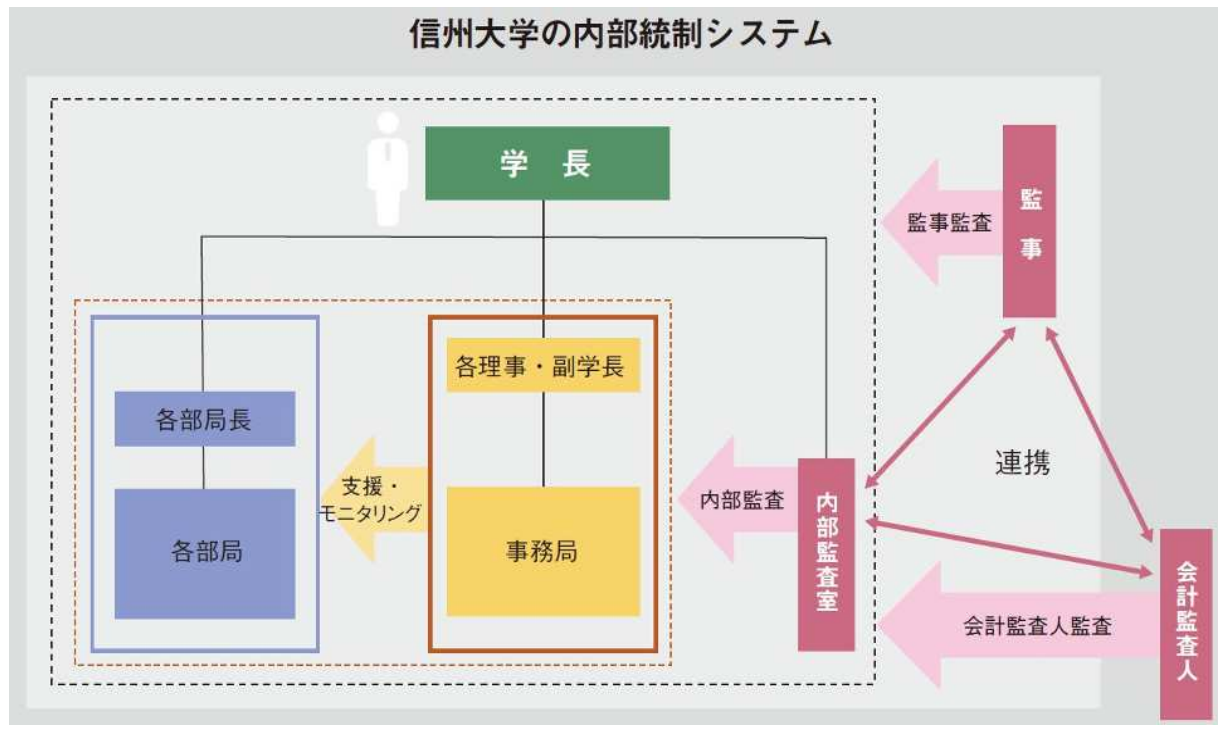 信州大学の内部統制システム
学長
監事
監事監査
各理事・副学長
各部局長
連携
支援・
モニタリング
内部監査
内部監査室
各部局
事務局
会計監査人監査
会計監査人